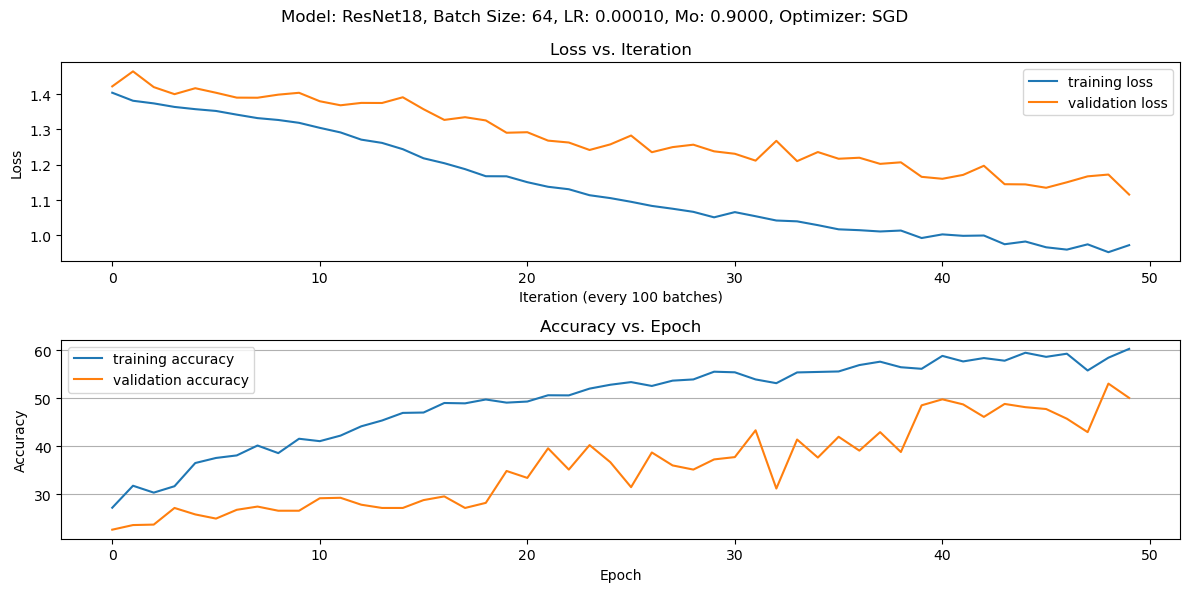 Model: ResNet18, Batch Size: 64, LR: 0.00010, Mo: 0.9000, Optimizer: SGD
Loss vs. Iteration
training loss
validation loss
1.4
1.3
1.2
1.1
1.0
Loss
0 10 20 30 40 50
Iteration (every 100 batches)
Accuracy vs. Epoch
training accuracy
validation accuracy
60
50
40
30
Accuracy
0 10 20 30 40 50
Epoch